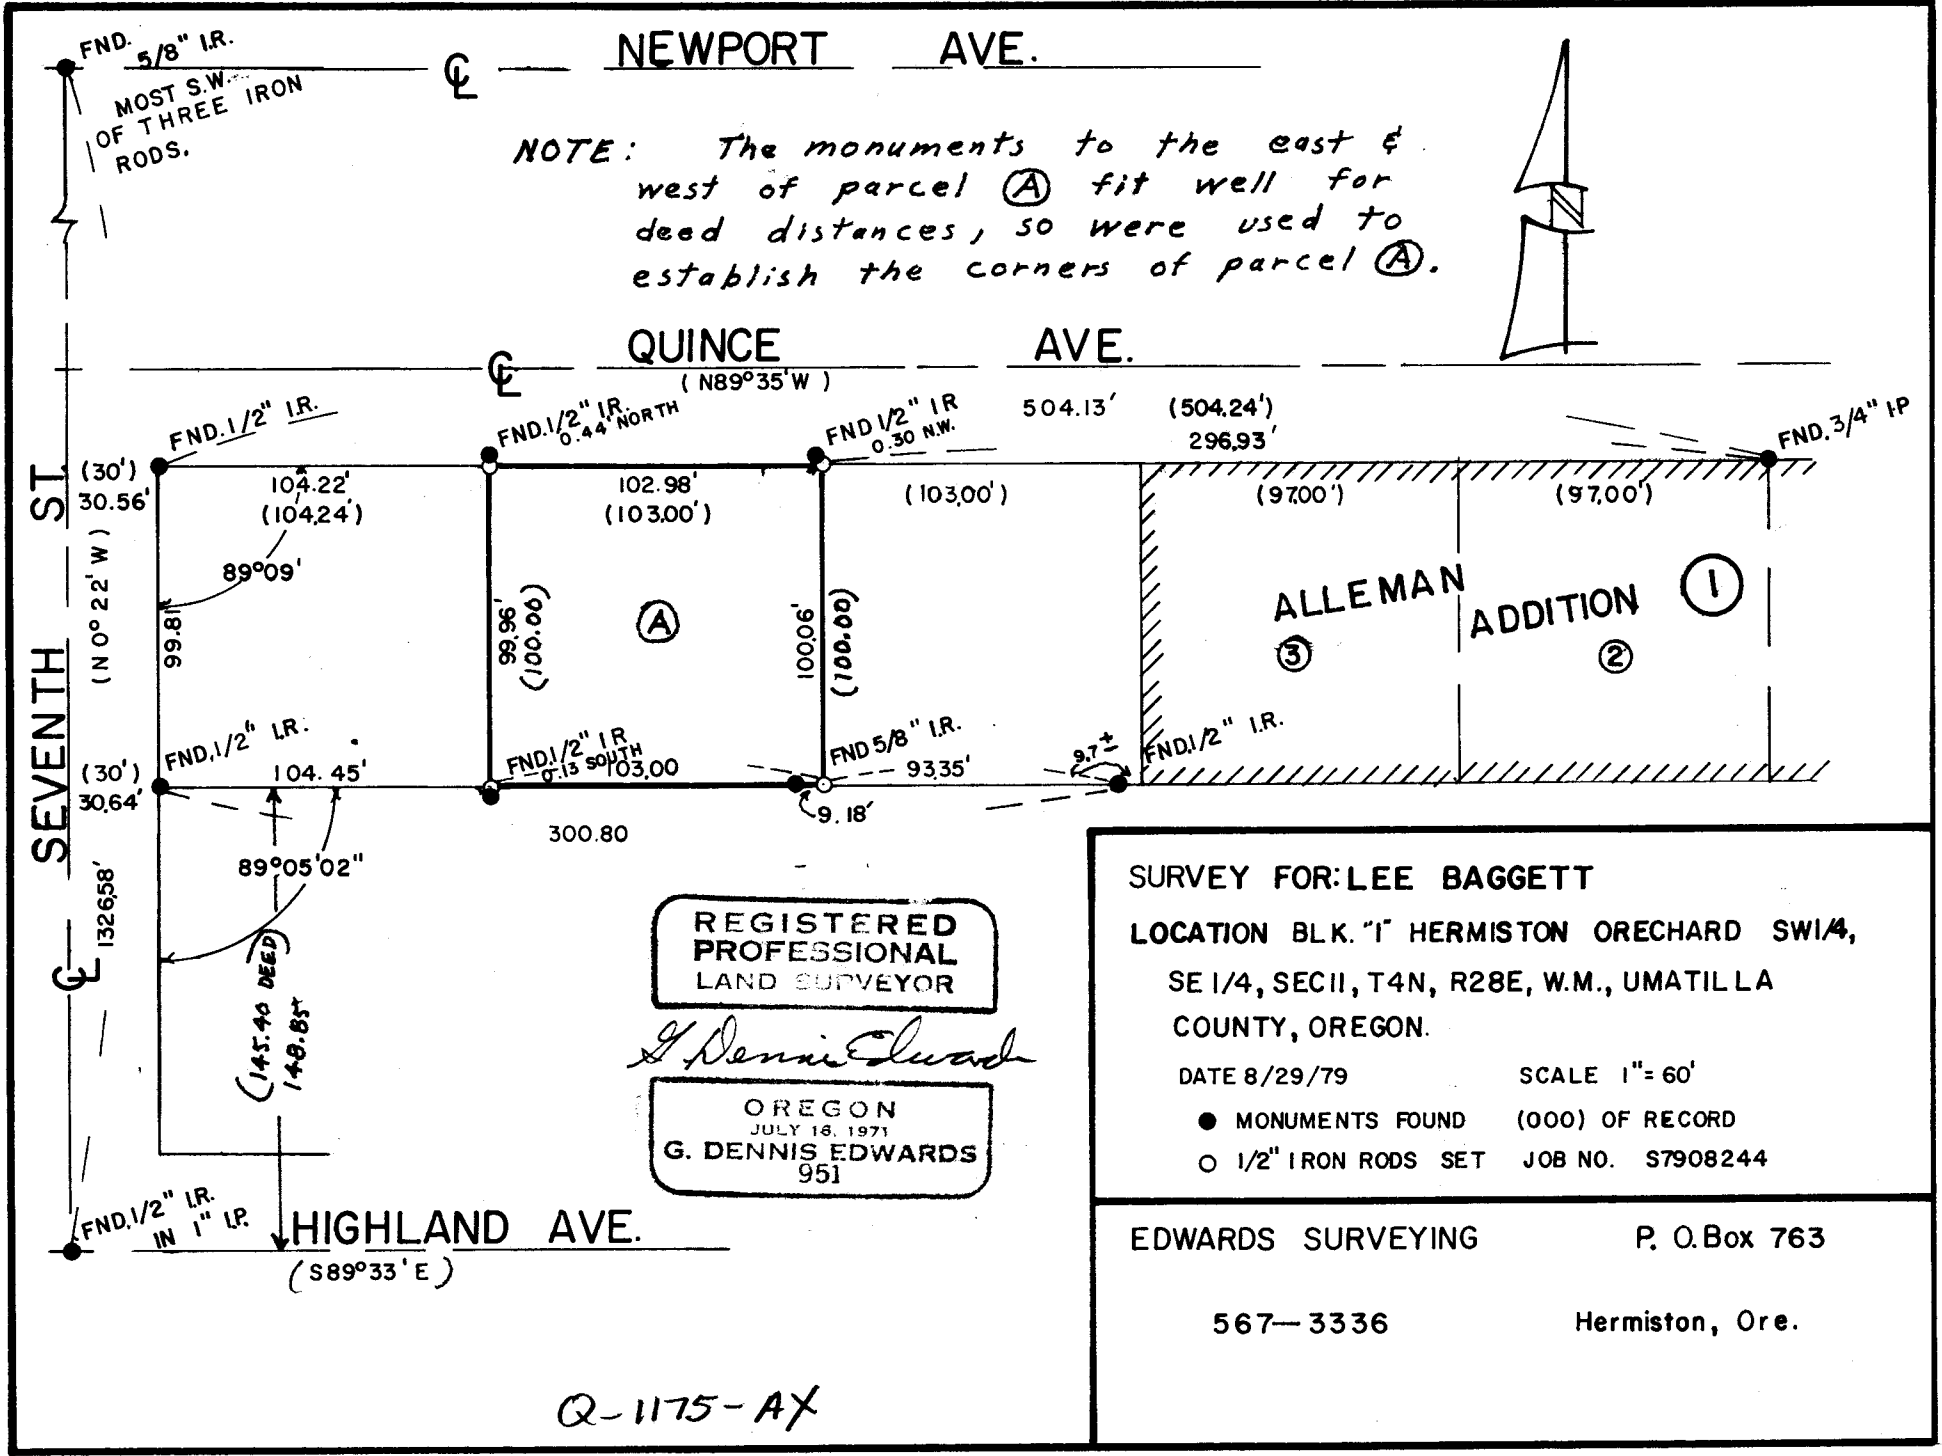 FND. 5/8" I.R.
MOST S.W.
OF THREE IRON
RODS.
℄
NEWPORT AVE.
NOTE: The monuments to the east &
west of parcel Ⓐ fit well for
deed distances, so were used to
establish the corners of parcel Ⓐ.
℄
QUINCE AVE.
(N89°35'W)
FND. 1/2" I.R.
FND. 1/2" I.R.
0.44' NORTH
FND 1/2" IR
0.30 N.W.
504.13' (504.24')
296.93'
FND. 3/4" I.P
(30')
30.56'
104.22'
(104.24')
102.98'
(103.00')
(103.00')
(97.00')
(97.00')
SEVENTH ST.
(N0°22'W)
89°09'
99.81'
99.96'
(100.00)
Ⓐ
100.06'
(100.00)
ALLEMAN ADDITION
①
③
②
FND. 1/2" I.R.
FND. 1/2" IR
0.13 SOUTH
FND 5/8" I.R.
9.7±
FND. 1/2" I.R.
(30')
30.64'
104.45'
103.00
93.35'
9.18'
300.80
89°05'02"
1326.58'
℄
(145.40 DEED)
148.85
REGISTERED
PROFESSIONAL
LAND SURVEYOR
G Dennis Edwards
OREGON
JULY 16, 1971
G. DENNIS EDWARDS
951
FND. 1/2" I.R.
IN 1" I.P.
HIGHLAND AVE.
(S89°33'E)
SURVEY FOR: LEE BAGGETT
LOCATION BLK. "1" HERMISTON ORECHARD SW1/4,
SE 1/4, SEC11, T4N, R28E, W.M., UMATILLA
COUNTY, OREGON.
DATE 8/29/79 SCALE 1"= 60'
● MONUMENTS FOUND (000) OF RECORD
○ 1/2" IRON RODS SET JOB NO. S7908244
EDWARDS SURVEYING P. O. Box 763
567—3336 Hermiston, Ore.
Q-1175-AX